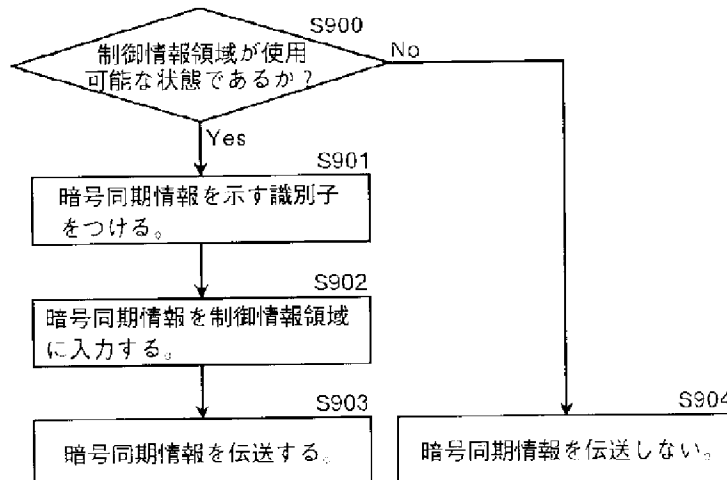 S900
制御情報領域が使用
可能な状態であるか?
No
Yes
S901
暗号同期情報を示す識別子
をつける。
S902
暗号同期情報を制御情報領域
に入力する。
S903
暗号同期情報を伝送する。
S904
暗号同期情報を伝送しない。